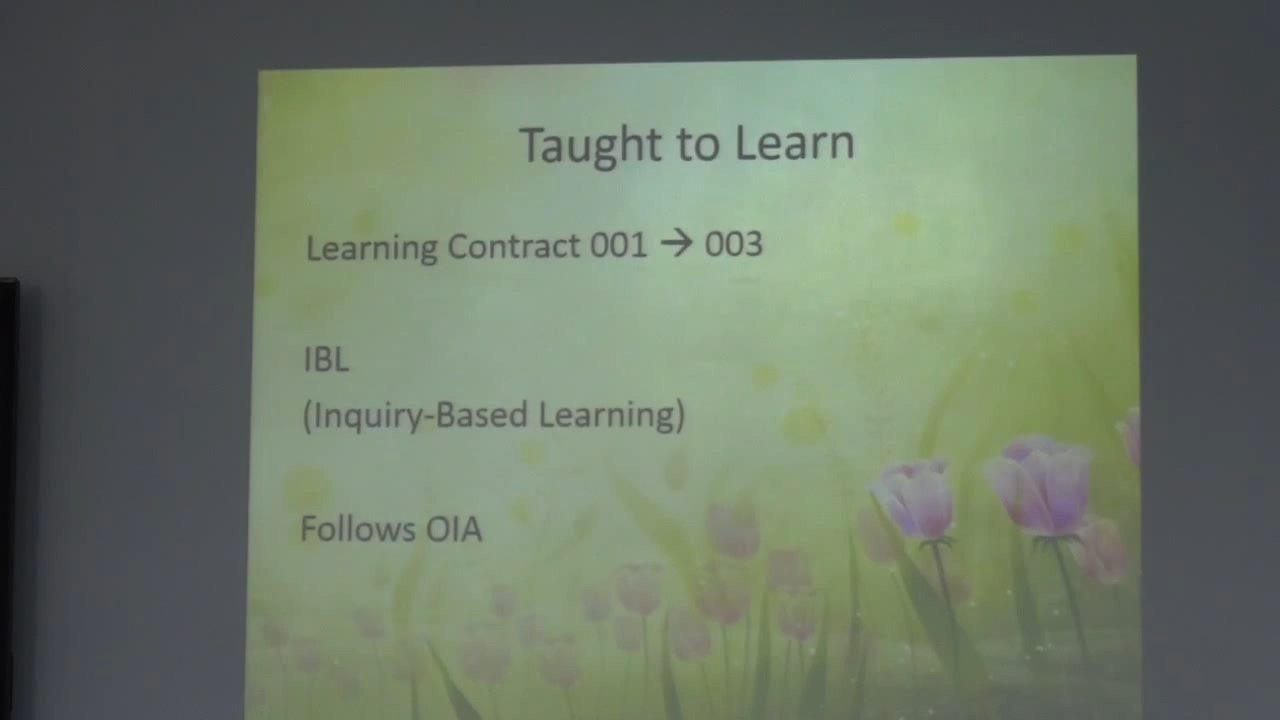 Taught to Learn
Learning Contract 001 → 003
IBL
(Inquiry-Based Learning)
Follows OIA